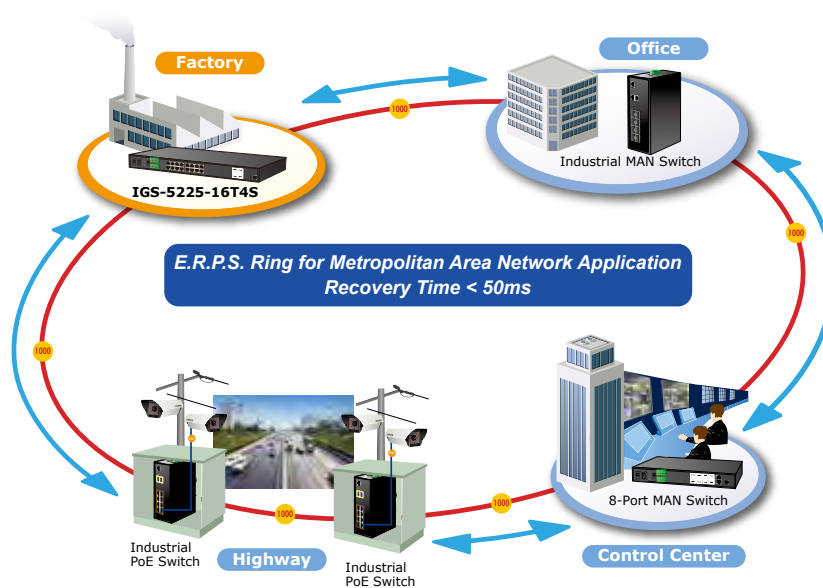 Factory
Office
1000
Industrial MAN Switch
IGS-5225-16T4S
1000
E.R.P.S. Ring for Metropolitan Area Network Application
Recovery Time < 50ms
1000
1000
1000
8-Port MAN Switch
Industrial
PoE Switch
Highway
Industrial
PoE Switch
Control Center